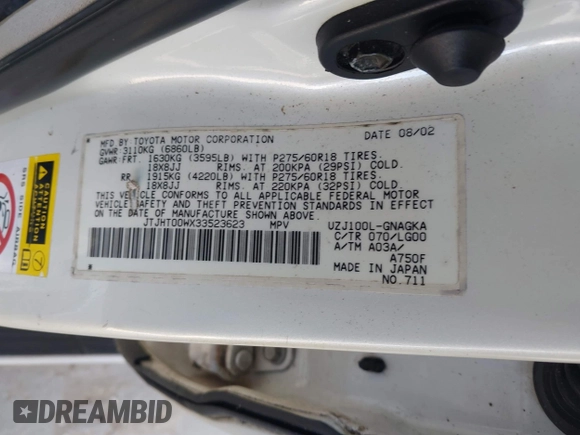 MFD. BY TOYOTA MOTOR CORPORATION DATE 08/02
GVWR 3110KG (6860LB)
GAWR FRT. 1630KG (3595LB) WITH P275/60R18 TIRES.
18X8JJ RIMS. AT 200KPA (29PSI) COLD.
RR. 1915KG (4220LB) WITH P275/60R18 TIRES.
18X8JJ RIMS. AT 220KPA (32PSI) COLD.
THIS VEHICLE CONFORMS TO ALL APPLICABLE FEDERAL MOTOR
VEHICLE SAFETY AND THEFT PREVENTION STANDARDS IN EFFECT
ON THE DATE OF MANUFACTURE SHOWN ABOVE.
JTJHT00WX33523623 MPV UZJ100L-GNAGKA
C/TR 070/LG00
A/TM A03A/
A750F
MADE IN JAPAN
NO.711
SRS SIDE AIRBAG
CAUTION
DREAMBID